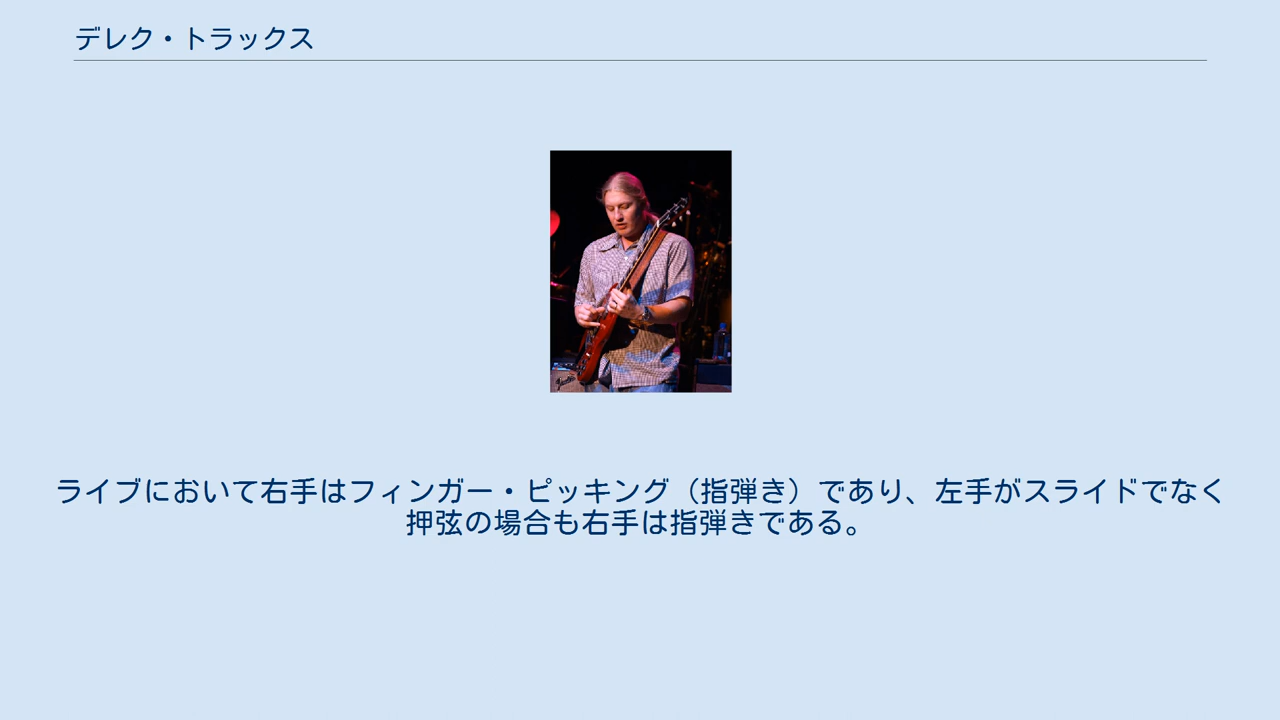 デレク・トラックス
ライブにおいて右手はフィンガー・ピッキング（指弾き）であり、左手がスライドでなく
押弦の場合も右手は指弾きである。